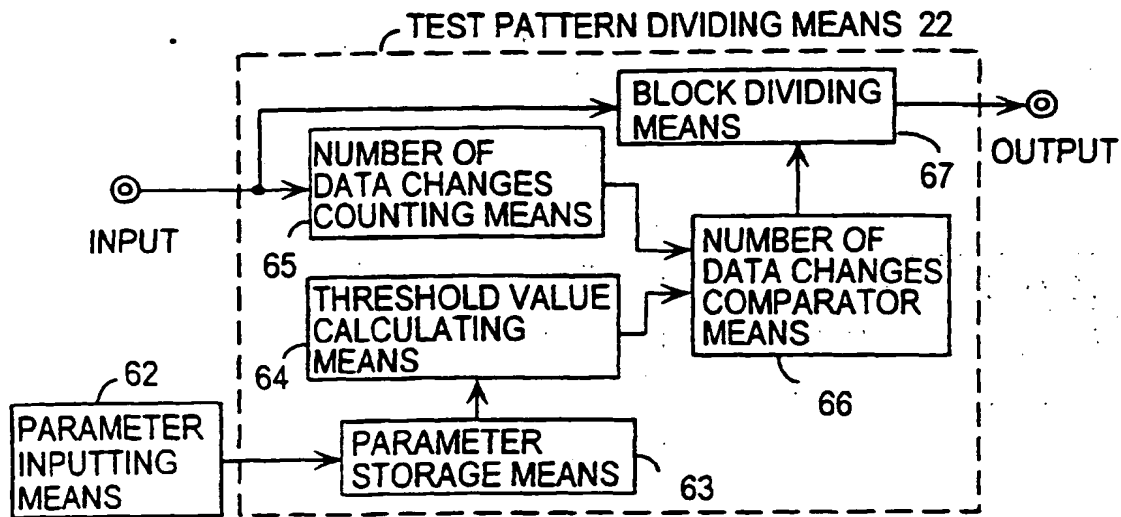 TEST PATTERN DIVIDING MEANS 22
BLOCK DIVIDING
MEANS
67
OUTPUT
NUMBER OF
DATA CHANGES
COUNTING MEANS
65
INPUT
NUMBER OF
DATA CHANGES
COMPARATOR
MEANS
66
THRESHOLD VALUE
CALCULATING
MEANS
64
62
PARAMETER
INPUTTING
MEANS
PARAMETER
STORAGE MEANS
63